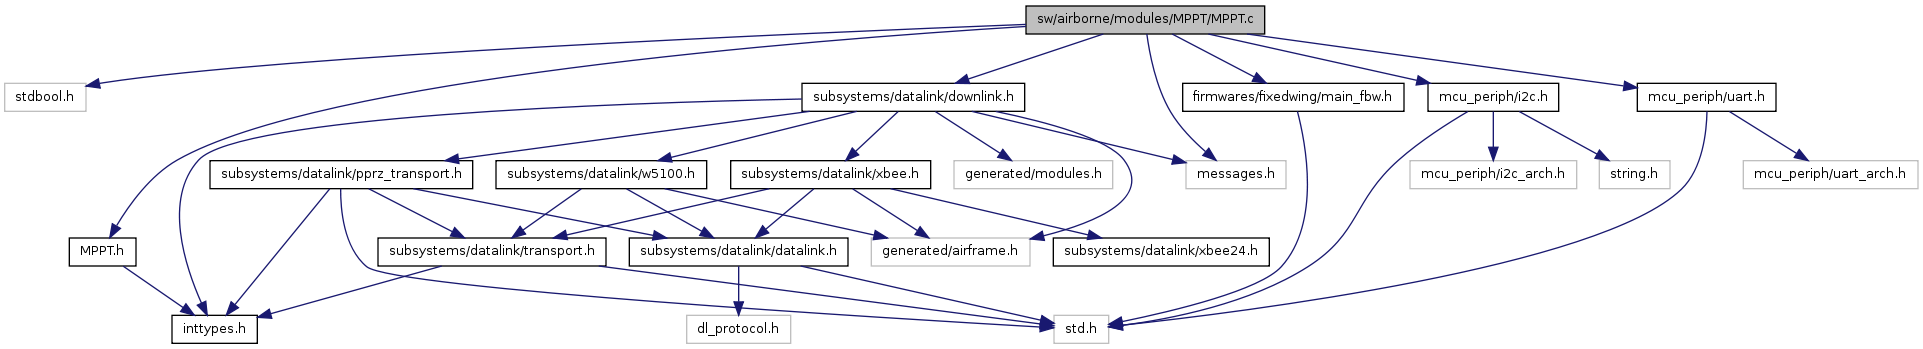 sw/airborne/modules/MPPT/MPPT.c
stdbool.h
subsystems/datalink/downlink.h
firmwares/fixedwing/main_fbw.h
mcu_periph/i2c.h
mcu_periph/uart.h
subsystems/datalink/pprz_transport.h
subsystems/datalink/w5100.h
subsystems/datalink/xbee.h
generated/modules.h
messages.h
mcu_periph/i2c_arch.h
string.h
mcu_periph/uart_arch.h
MPPT.h
subsystems/datalink/transport.h
subsystems/datalink/datalink.h
generated/airframe.h
subsystems/datalink/xbee24.h
inttypes.h
dl_protocol.h
std.h